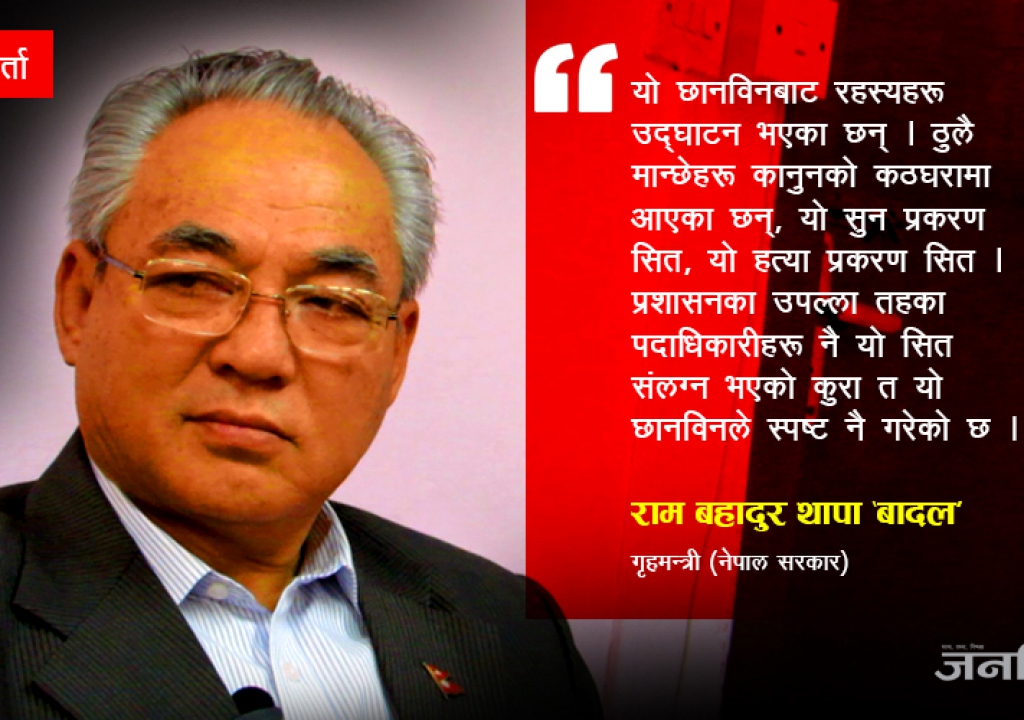 र्ता
यो छानविनबाट रहस्यहरू
उद्घाटन भएका छन् । ठुलै
मान्छेहरू कानुनको कठघरामा
आएका छन्, यो सुन प्रकरण
सित, यो हत्या प्रकरण सित ।
प्रशासनका उपल्ला तहका
पदाधिकारीहरू नै यो सित
संलग्न भएको कुरा त यो
छानविनले स्पष्ट नै गरेको छ ।
राम बहादुर थापा 'बादल'
गृहमन्त्री (नेपाल सरकार)